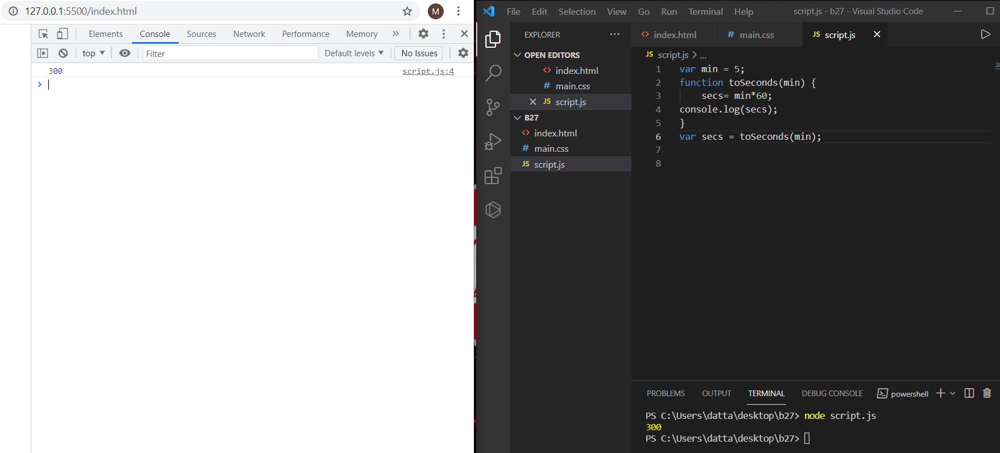 127.0.0.1:5500/index.html
M
Elements Console Sources Network Performance Memory »
top Filter Default levels No Issues
300 script.js:4
>
File Edit Selection View Go Run Terminal Help script.js - b27 - Visual Studio Code
EXPLORER ...
OPEN EDITORS
<> index.html
# main.css
JS script.js
B27
<> index.html
# main.css
JS script.js
<> index.html # main.css JS script.js
JS script.js > ...
1 var min = 5;
2 function toSeconds(min) {
3 secs= min*60;
4 console.log(secs);
5 }
6 var secs = toSeconds(min);
7
8
PROBLEMS OUTPUT TERMINAL DEBUG CONSOLE powershell
PS C:\Users\datta\desktop\b27> node script.js
300
PS C:\Users\datta\desktop\b27>